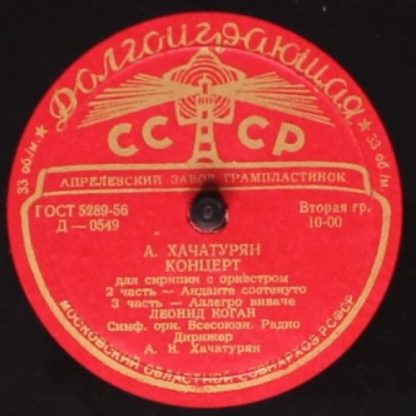 Долгоиграющая
33 об/м.
33 об/м
СССР
АПРЕЛЕВСКИЙ ЗАВОД ГРАМПЛАСТИНОК
ГОСТ 5289-56
Д — 0549
Вторая гр.
10-00
А. ХАЧАТУРЯН
КОНЦЕРТ
для скрипки с оркестром
2 часть — Анданте состенуто
3 часть — Аллегро виваче
ЛЕОНИД КОГАН
Симф. орк. Всесоюзн. Радио
Дирижер
А. И. Хачатурян
МОСКОВСКИЙ ОБЛАСТНОЙ СОВНАРХОЗ РСФСР